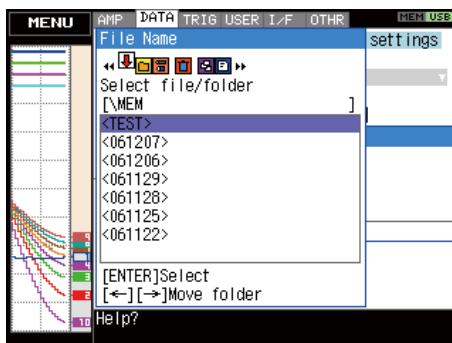 MENU AMP DATA TRIG USER I/F OTHR MEM USB
File Name
settings
Select file/folder
[\MEM ]
<TEST>
<061207>
<061206>
<061129>
<061128>
<061125>
<061122>
[ENTER]Select
[←][→]Move folder
Help?
10